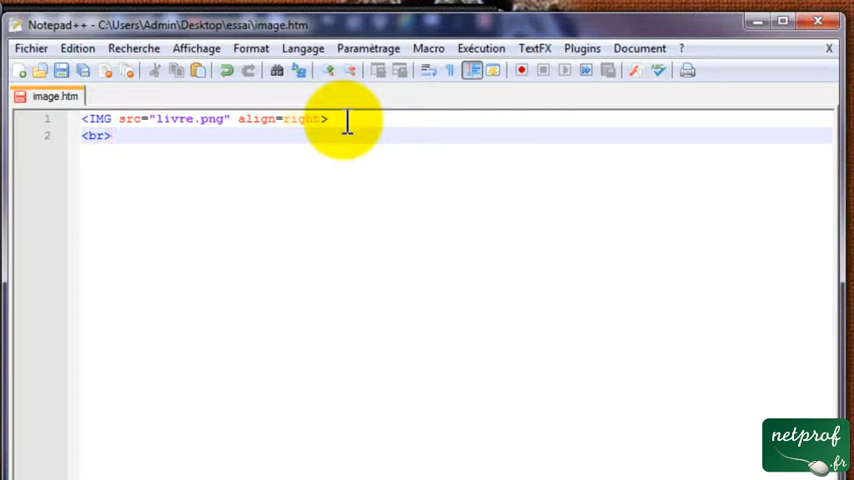 Notepad++ - C:\Users\Admin\Desktop\essai\image.htm
Fichier Edition Recherche Affichage Format Langage Paramètrage Macro Exécution TextFX Plugins Document ? X
image.htm
1 <IMG src="livre.png" align=right>
2 <br>
netprof
.fr